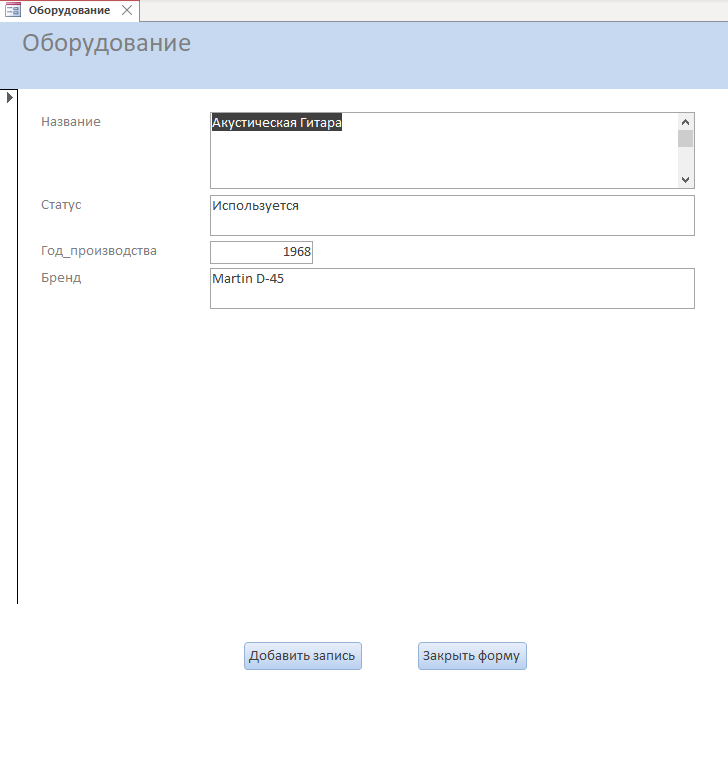 Оборудование
Оборудование
Название
Акустическая Гитара
Статус
Используется
Год_производства
1968
Бренд
Martin D-45
Добавить запись
Закрыть форму